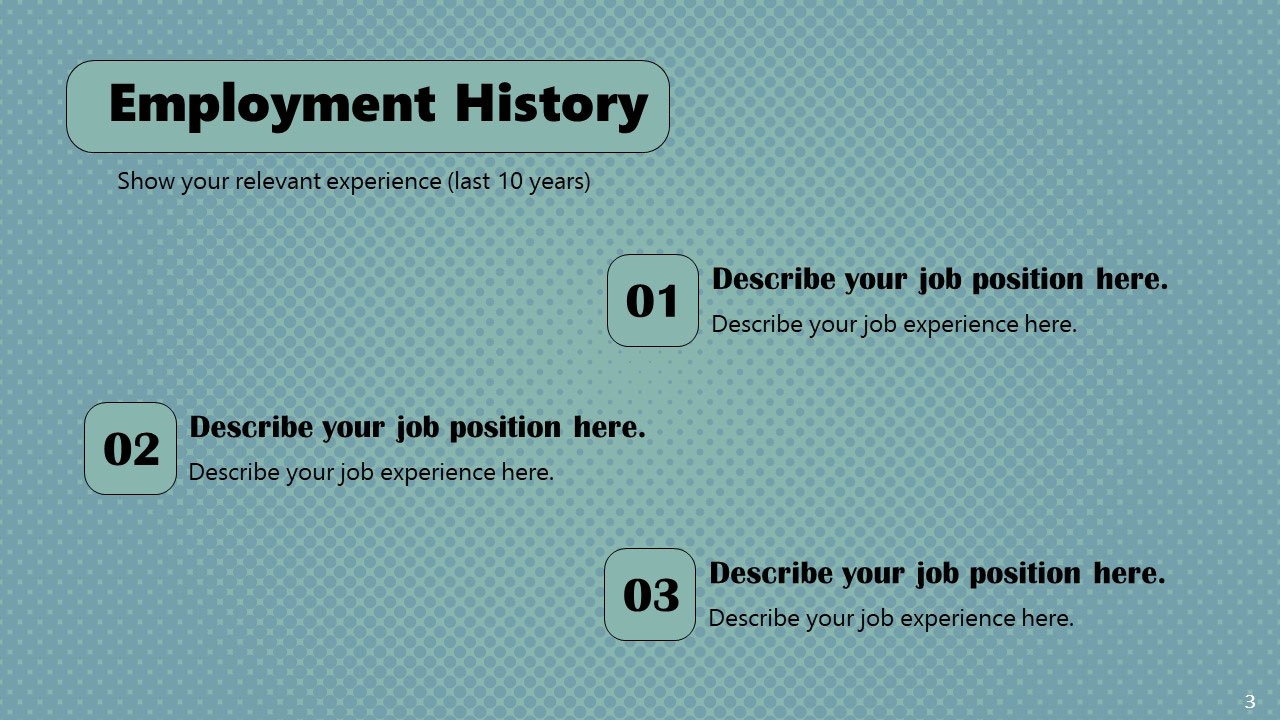 Employment History
Show your relevant experience (last 10 years)
01
Describe your job position here.
Describe your job experience here.
02
Describe your job position here.
Describe your job experience here.
03
Describe your job position here.
Describe your job experience here.
3